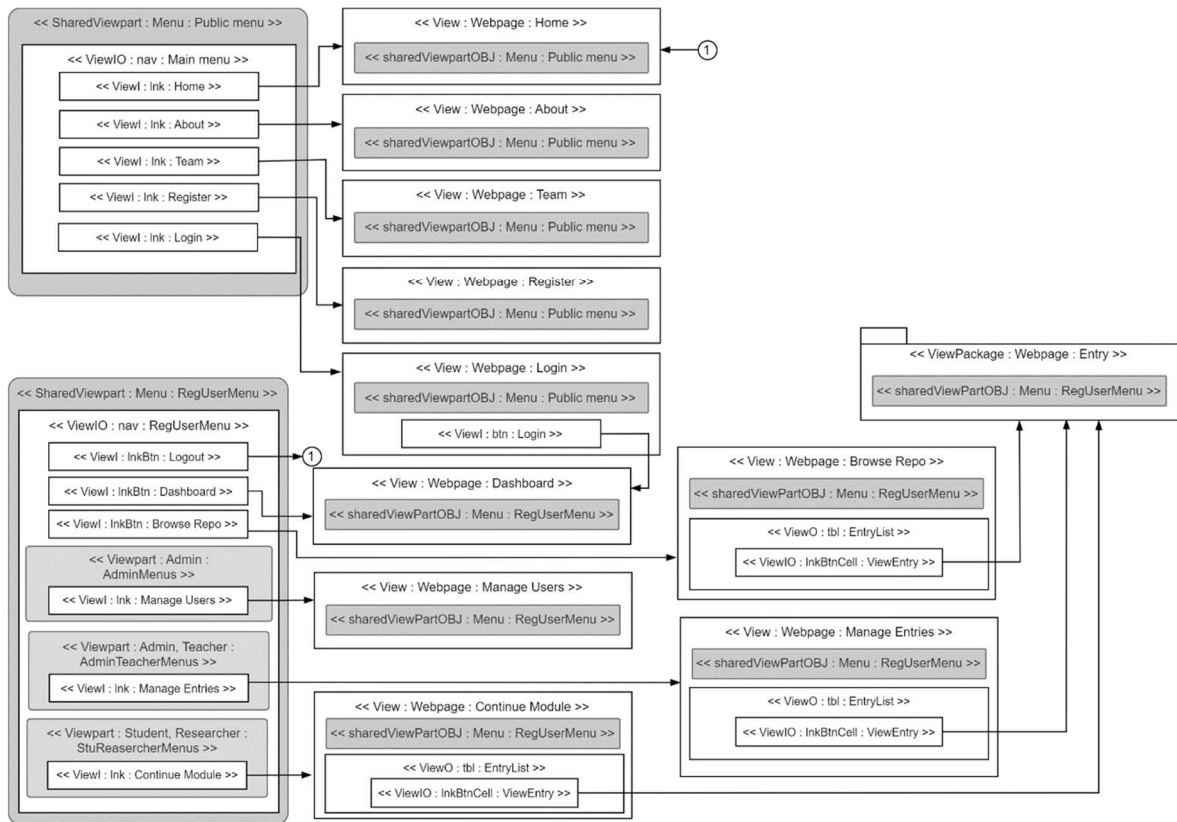 << SharedViewpart : Menu : Public menu >>
<< ViewIO : nav : Main menu >>
<< ViewI : lnk : Home >>
<< ViewI : lnk : About >>
<< ViewI : lnk : Team >>
<< ViewI : lnk : Register >>
<< ViewI : lnk : Login >>
<< View : Webpage : Home >>
<< sharedViewpartOBJ : Menu : Public menu >>
1
<< View : Webpage : About >>
<< sharedViewpartOBJ : Menu : Public menu >>
<< View : Webpage : Team >>
<< sharedViewpartOBJ : Menu : Public menu >>
<< View : Webpage : Register >>
<< sharedViewpartOBJ : Menu : Public menu >>
<< View : Webpage : Login >>
<< sharedViewpartOBJ : Menu : Public menu >>
<< ViewI : btn : Login >>
<< ViewPackage : Webpage : Entry >>
<< sharedViewPartOBJ : Menu : RegUserMenu >>
<< SharedViewpart : Menu : RegUserMenu >>
<< ViewIO : nav : RegUserMenu >>
<< ViewI : lnkBtn : Logout >>
1
<< ViewI : lnkBtn : Dashboard >>
<< ViewI : lnkBtn : Browse Repo >>
<< Viewpart : Admin :
AdminMenus >>
<< ViewI : lnk : Manage Users >>
<< Viewpart : Admin, Teacher :
AdminTeacherMenus >>
<< ViewI : lnk : Manage Entries >>
<< Viewpart : Student, Researcher :
StuReasercherMenus >>
<< ViewI : lnk : Continue Module >>
<< View : Webpage : Dashboard >>
<< sharedViewPartOBJ : Menu : RegUserMenu >>
<< View : Webpage : Manage Users >>
<< sharedViewPartOBJ : Menu : RegUserMenu >>
<< View : Webpage : Continue Module >>
<< sharedViewPartOBJ : Menu : RegUserMenu >>
<< ViewO : tbl : EntryList >>
<< ViewIO : lnkBtnCell : ViewEntry >>
<< View : Webpage : Browse Repo >>
<< sharedViewPartOBJ : Menu : RegUserMenu >>
<< ViewO : tbl : EntryList >>
<< ViewIO : lnkBtnCell : ViewEntry >>
<< View : Webpage : Manage Entries >>
<< sharedViewPartOBJ : Menu : RegUserMenu >>
<< ViewO : tbl : EntryList >>
<< ViewIO : lnkBtnCell : ViewEntry >>